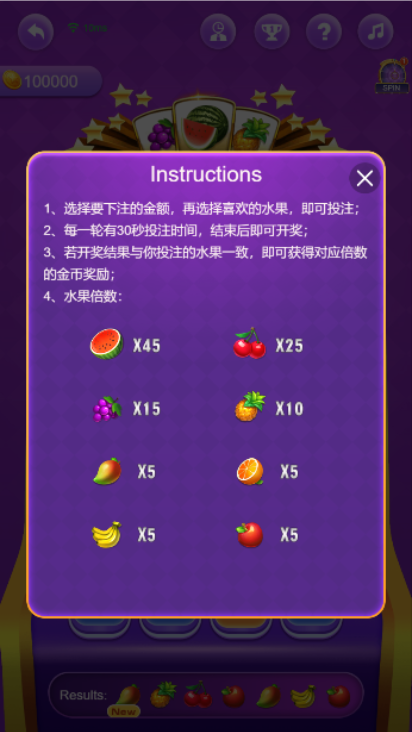 10ms
100000
SPIN
Instructions
1、选择要下注的金额，再选择喜欢的水果，即可投注；
2、每一轮有30秒投注时间，结束后即可开奖；
3、若开奖结果与你投注的水果一致，即可获得对应倍数
的金币奖励；
4、水果倍数：
X45 X25
X15 X10
X5 X5
X5 X5
Results:
New